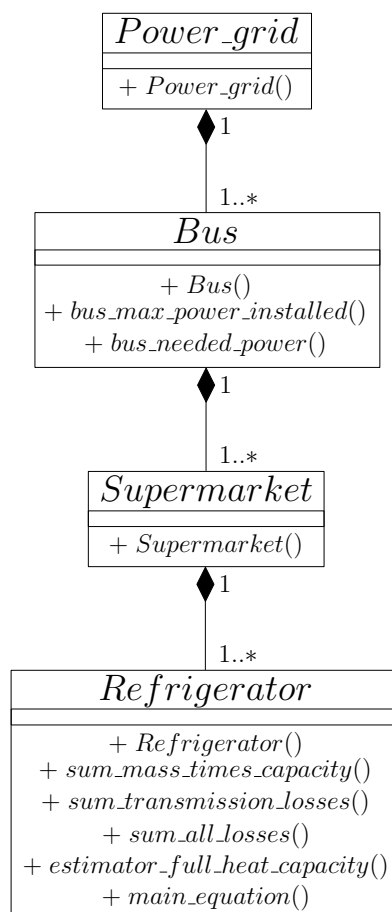 Power_grid
+ Power_grid()
1
1..*
Bus
+ Bus()
+ bus_max_power_installed()
+ bus_needed_power()
1
1..*
Supermarket
+ Supermarket()
1
1..*
Refrigerator
+ Refrigerator()
+ sum_mass_times_capacity()
+ sum_transmission_losses()
+ sum_all_losses()
+ estimator_full_heat_capacity()
+ main_equation()